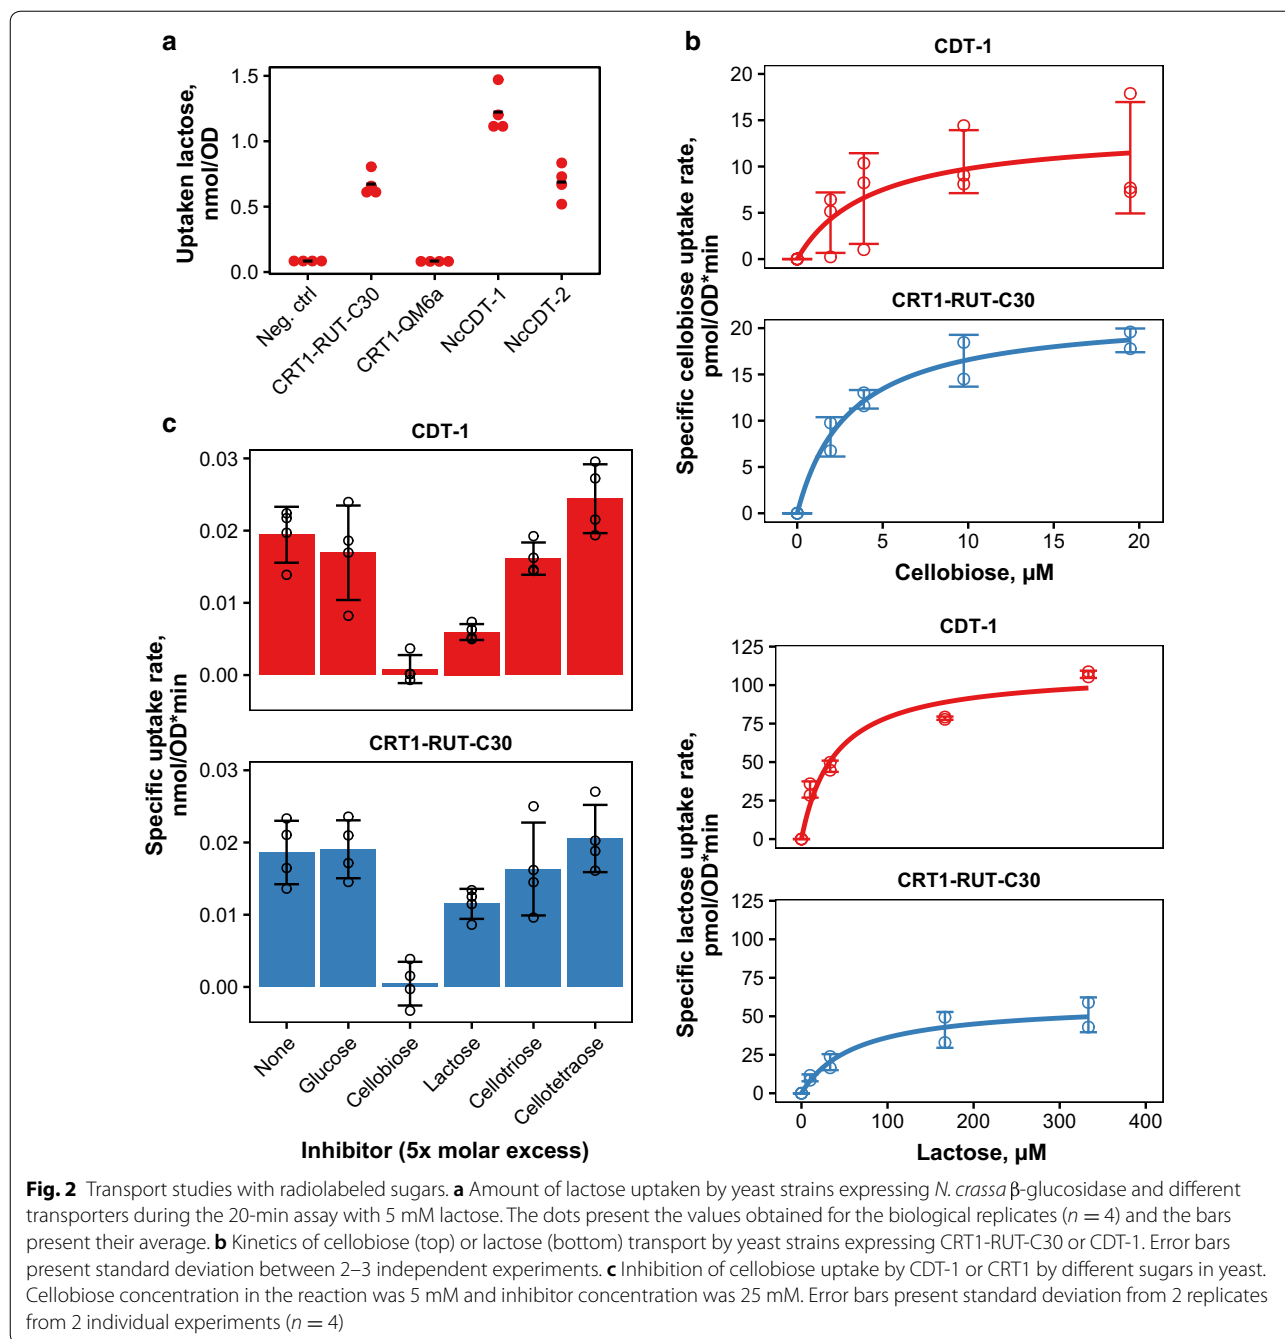 a
Uptaken lactose,
nmol/OD
1.5
1.0
0.5
0.0
Neg. ctrl
CRT1-RUT-C30
CRT1-QM6a
NcCDT-1
NcCDT-2
b
CDT-1
20
15
10
5
0
CRT1-RUT-C30
20
15
10
5
0
Specific cellobiose uptake rate,
pmol/OD*min
0 5 10 15 20
Cellobiose, µM
CDT-1
125
100
75
50
25
0
CRT1-RUT-C30
125
100
75
50
25
0
Specific lactose uptake rate,
pmol/OD*min
0 100 200 300 400
Lactose, µM
c
CDT-1
0.03
0.02
0.01
0.00
CRT1-RUT-C30
0.03
0.02
0.01
0.00
Specific uptake rate,
nmol/OD*min
None
Glucose
Cellobiose
Lactose
Cellotriose
Cellotetraose
Inhibitor (5x molar excess)
Fig. 2 Transport studies with radiolabeled sugars. a Amount of lactose uptaken by yeast strains expressing N. crassa β-glucosidase and different
transporters during the 20-min assay with 5 mM lactose. The dots present the values obtained for the biological replicates (n = 4) and the bars
present their average. b Kinetics of cellobiose (top) or lactose (bottom) transport by yeast strains expressing CRT1-RUT-C30 or CDT-1. Error bars
present standard deviation between 2–3 independent experiments. c Inhibition of cellobiose uptake by CDT-1 or CRT1 by different sugars in yeast.
Cellobiose concentration in the reaction was 5 mM and inhibitor concentration was 25 mM. Error bars present standard deviation from 2 replicates
from 2 individual experiments (n = 4)